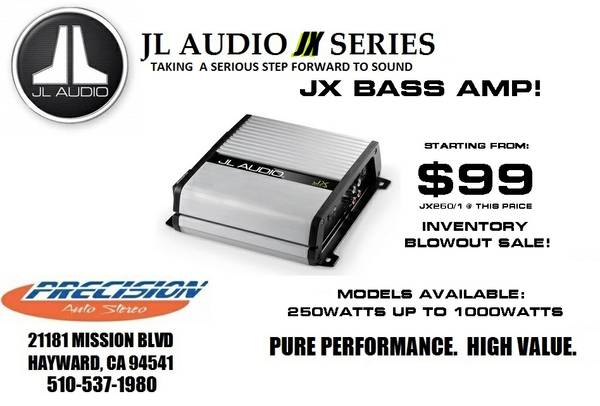 JL AUDIO
JL AUDIO JX SERIES
TAKING A SERIOUS STEP FORWARD TO SOUND
JX BASS AMP!
JL AUDIO
JX
STARTING FROM:
$99
JX250/1 @ THIS PRICE
INVENTORY
BLOWOUT SALE!
PRECISION
Auto Stereo
21181 MISSION BLVD
HAYWARD, CA 94541
510-537-1980
MODELS AVAILABLE:
250WATTS UP TO 1000WATTS
PURE PERFORMANCE. HIGH VALUE.